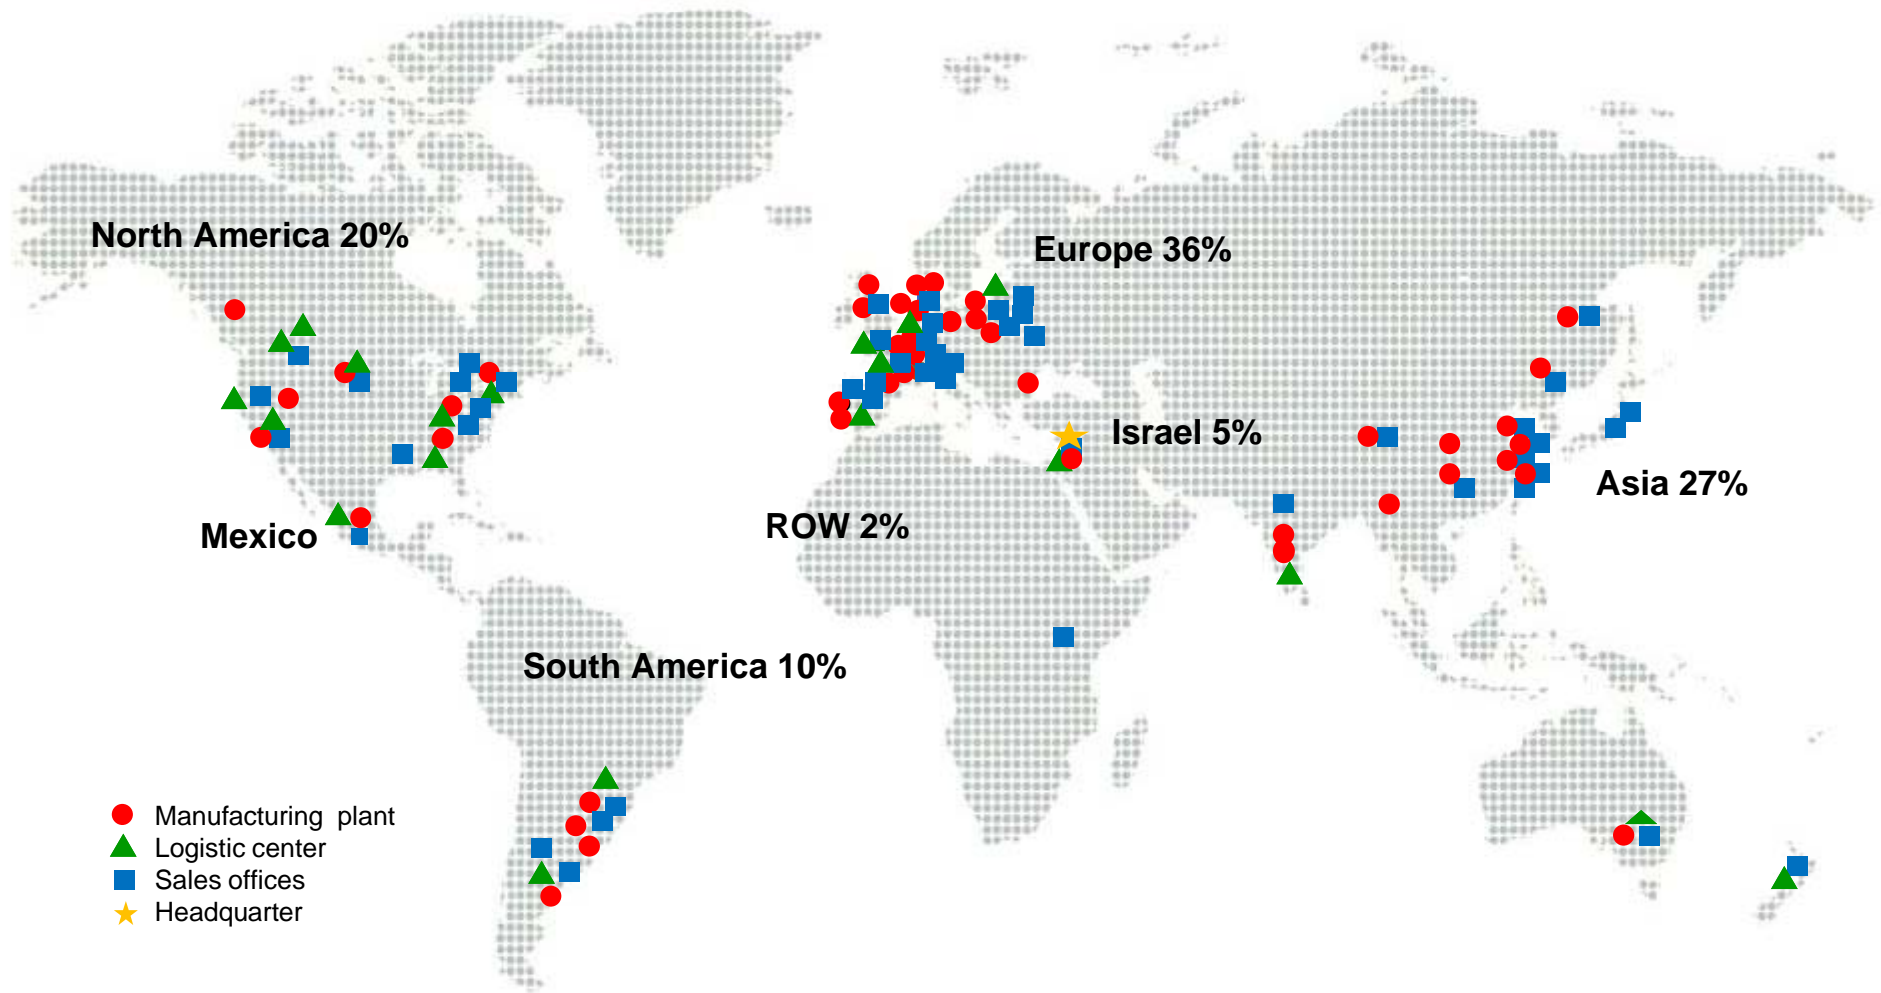 North America 20%
Europe 36%
Israel 5%
Asia 27%
ROW 2%
Mexico
South America 10%
Manufacturing plant
Logistic center
Sales offices
Headquarter